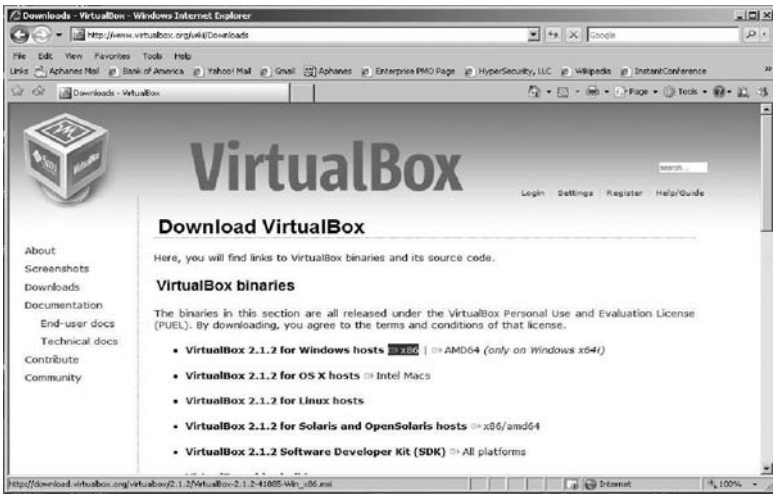 Downloads - VirtualBox - Windows Internet Explorer
http://www.virtualbox.org/wiki/Downloads
Google
File Edit View Favorites Tools Help
Links Aphanes Mail Bank of America Yahoo! Mail Gmail Aphanes Enterprise PMO Page HyperSecurity, LLC Wikipedia InstantConference
Downloads - VirtualBox
Page Tools
Sun
VirtualBox
VirtualBox
search...
Login Settings Register Help/Guide
Download VirtualBox
Here, you will find links to VirtualBox binaries and its source code.
About
Screenshots
Downloads
Documentation
End-user docs
Technical docs
Contribute
Community
VirtualBox binaries
The binaries in this section are all released under the VirtualBox Personal Use and Evaluation License
(PUEL). By downloading, you agree to the terms and conditions of that license.
• VirtualBox 2.1.2 for Windows hosts x86 | AMD64 (only on Windows x64!)
• VirtualBox 2.1.2 for OS X hosts Intel Macs
• VirtualBox 2.1.2 for Linux hosts
• VirtualBox 2.1.2 for Solaris and OpenSolaris hosts x86/amd64
• VirtualBox 2.1.2 Software Developer Kit (SDK) All platforms
http://download.virtualbox.org/virtualbox/2.1.2/VirtualBox-2.1.2-41885-Win_x86.msi
Internet
100%